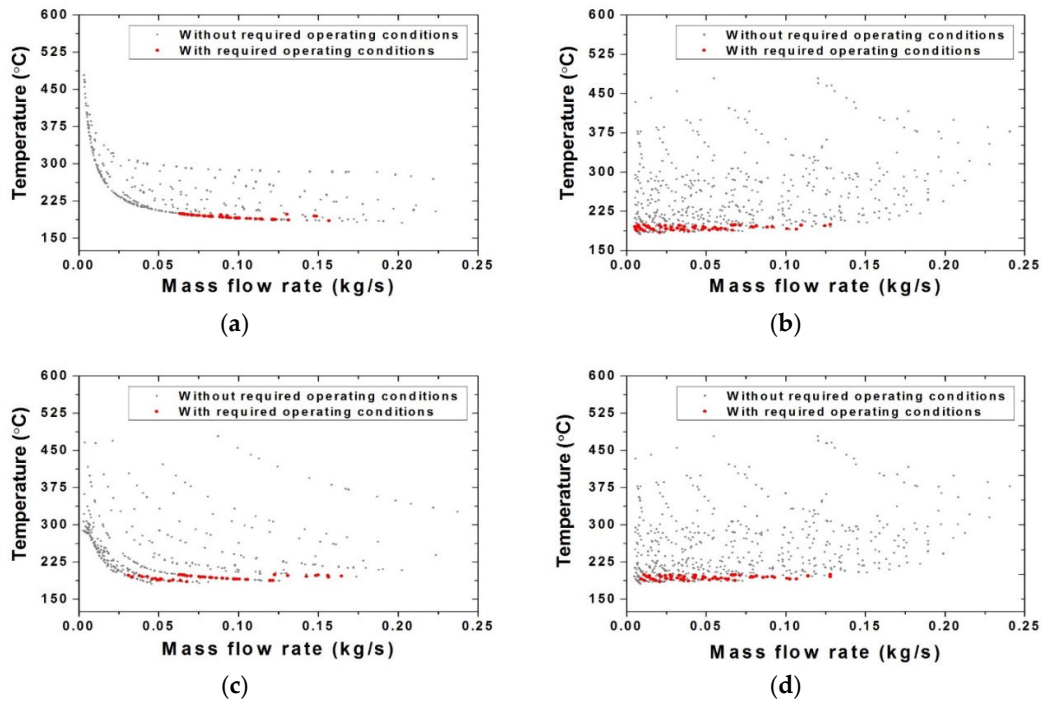 600
525
450
375
300
225
150
Temperature (°C)
Without required operating conditions
With required operating conditions
0.00 0.05 0.10 0.15 0.20 0.25
Mass flow rate (kg/s)
(a)
600
525
450
375
300
225
150
Temperature (°C)
Without required operating conditions
With required operating conditions
0.00 0.05 0.10 0.15 0.20 0.25
Mass flow rate (kg/s)
(b)
600
525
450
375
300
225
150
Temperature (°C)
Without required operating conditions
With required operating conditions
0.00 0.05 0.10 0.15 0.20 0.25
Mass flow rate (kg/s)
(c)
600
525
450
375
300
225
150
Temperature (°C)
Without required operating conditions
With required operating conditions
0.00 0.05 0.10 0.15 0.20 0.25
Mass flow rate (kg/s)
(d)